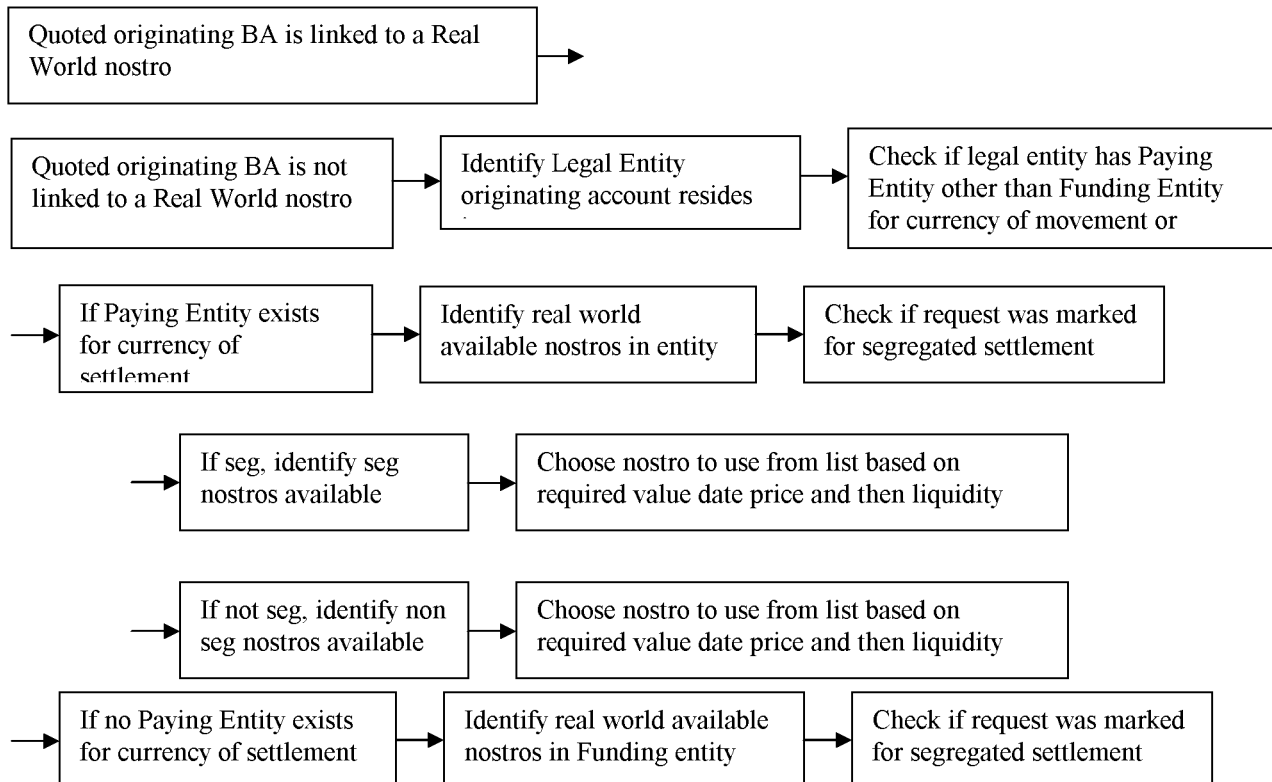 Quoted originating BA is linked to a Real
World nostro
Quoted originating BA is not
linked to a Real World nostro
Identify Legal Entity
originating account resides
Check if legal entity has Paying
Entity other than Funding Entity
for currency of movement or
If Paying Entity exists
for currency of
settlement
Identify real world
available nostros in entity
Check if request was marked
for segregated settlement
If seg, identify seg
nostros available
Choose nostro to use from list based on
required value date price and then liquidity
If not seg, identify non
seg nostros available
Choose nostro to use from list based on
required value date price and then liquidity
If no Paying Entity exists
for currency of settlement
Identify real world available
nostros in Funding entity
Check if request was marked
for segregated settlement